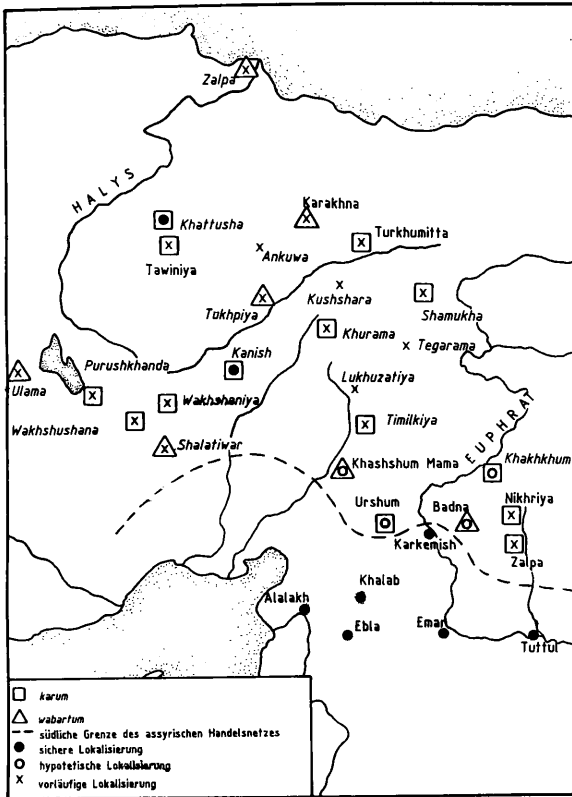 Zalpa
HALYS
Karakhna
Khattusha
Turkhumitta
Tawiniya
Ankuwa
Kushshara
Tukhpiya
Shamukha
Khurama
Tegarama
Kanish
Purushkhanda
Ulama
Lukhuzatiya
Wakhshaniya
Wakhshushana
Timilkiya
Shalatiwar
EUPHRAT
Khashshum Mama
Khakhkhum
Nikhriya
Urshum
Badna
Karkemish
Zalpa
Khalab
Alalakh
Ebla
Emar
Tuttul
karum
wabartum
südliche Grenze des assyrischen Handelsnetzes
sichere Lokalisierung
hypotetische Lokalisierung
x vorläufige Lokalisierung